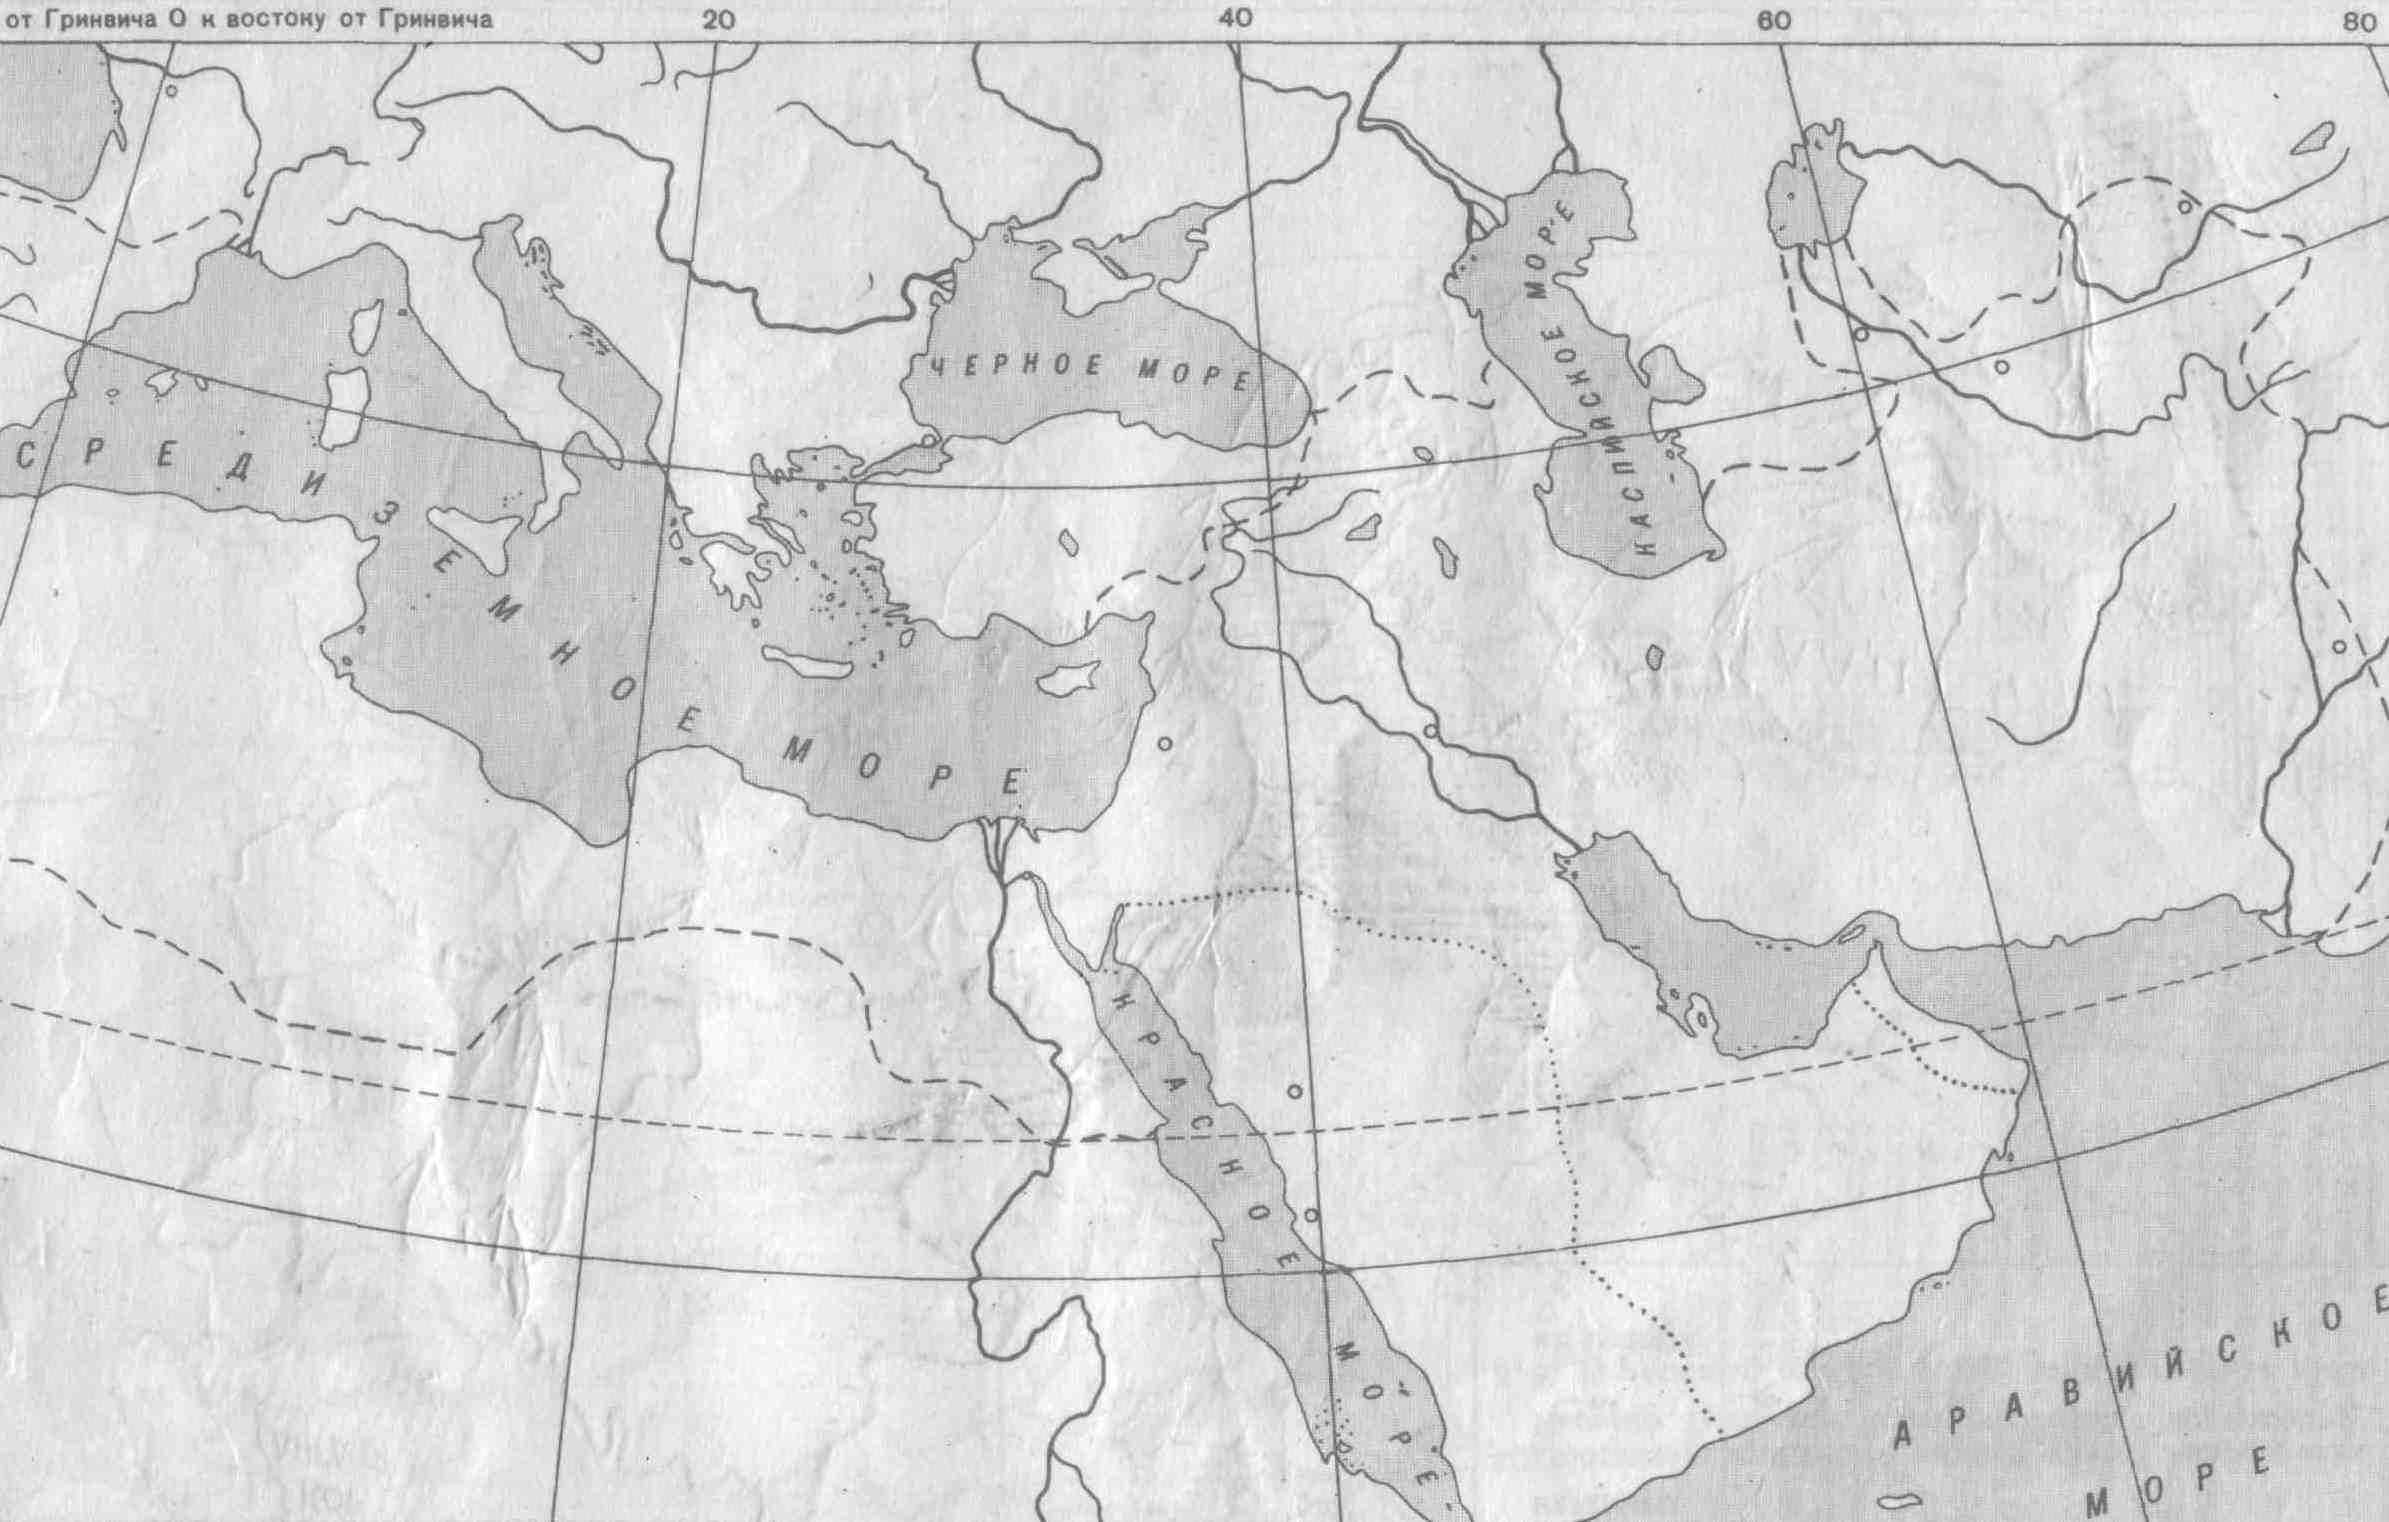 от Гринвича 0 к востоку от Гринвича 20 40 60 80
ЧЕРНОЕ МОРЕ
КАСПИЙСКОЕ МОРЕ
СРЕДИЗЕМНОЕ МОРЕ
КРАСНОЕ МОРЕ
АРАВИЙСКОЕ
МОРЕ